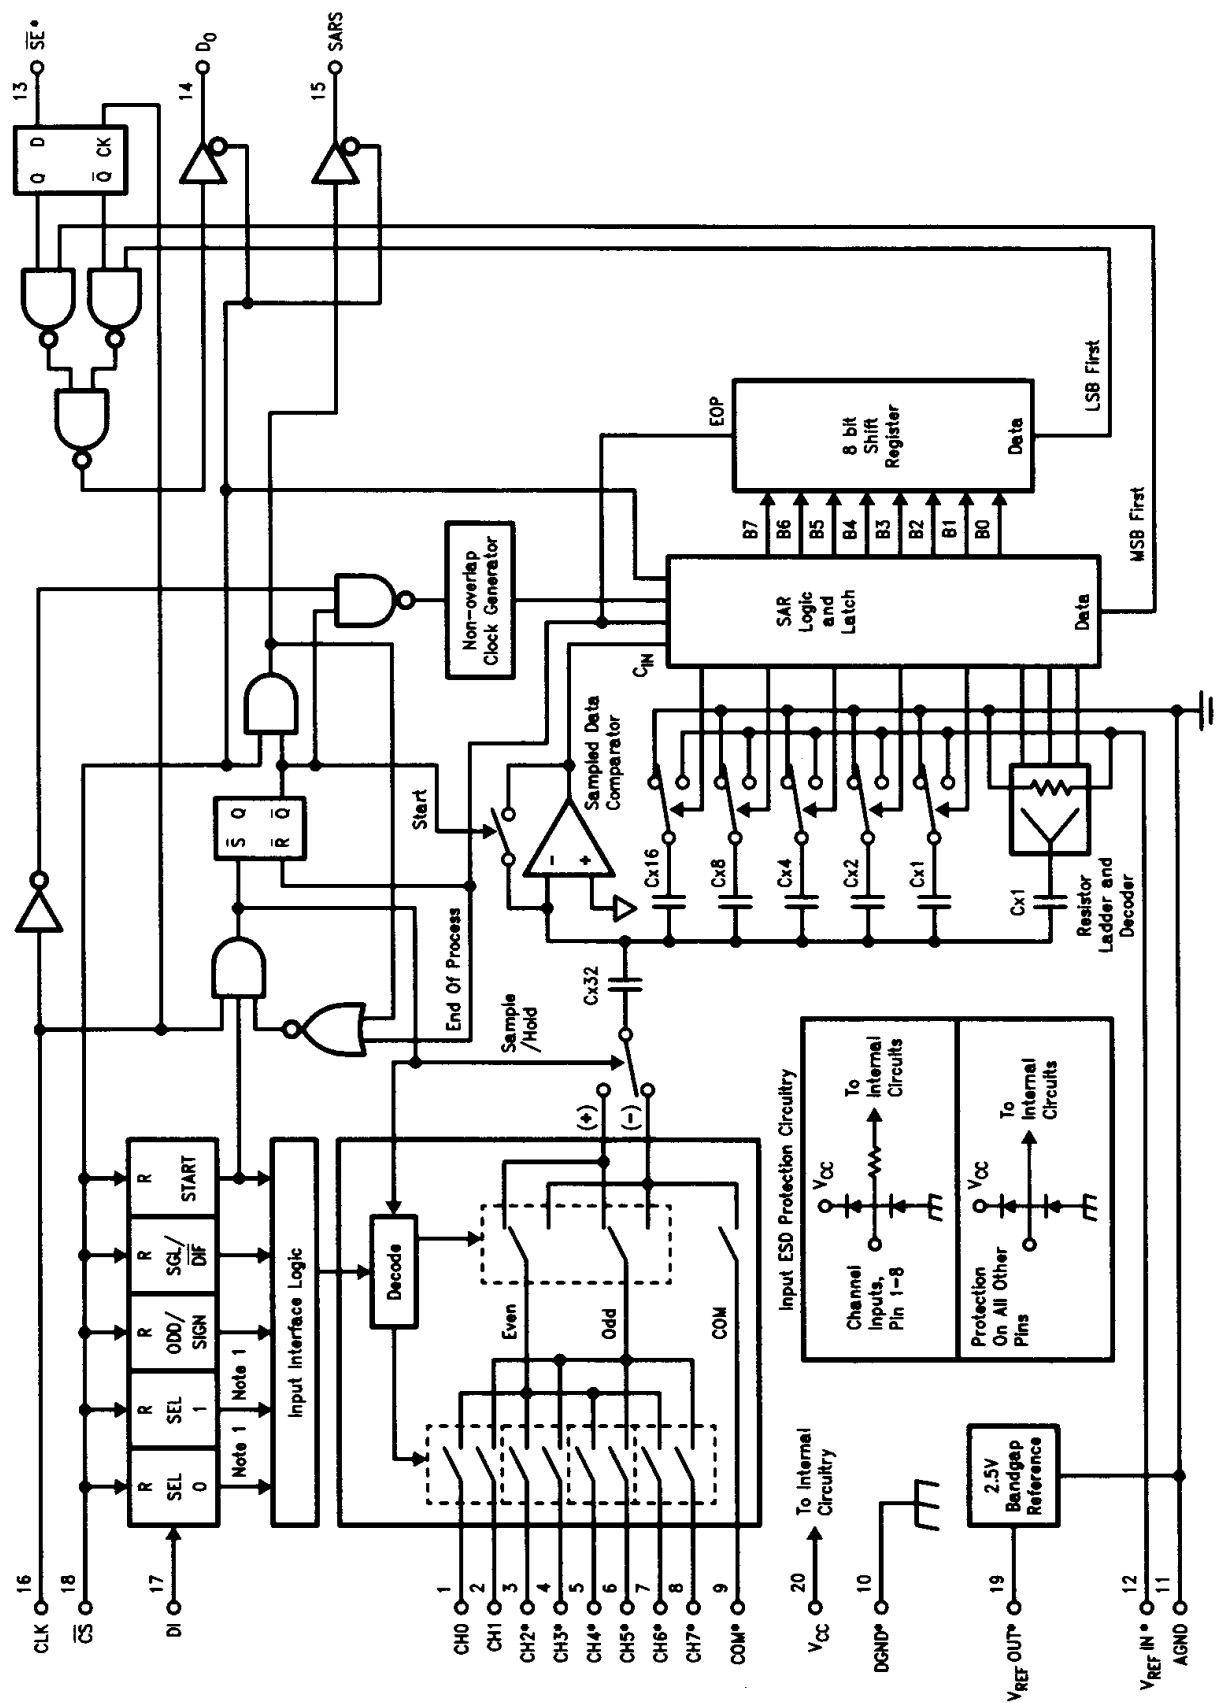 CLK
16
C̅S̅
18
DI
17
R
SEL
0
R
SEL
1
R
ODD/
SIGN
R
SGL/
D̅I̅F̅
R
START
Note 1
Note 1
Input Interface Logic
Decode
Even
Odd
COM
(+)
(-)
Sample
/Hold
End Of Process
CH0
1
CH1
2
CH2*
3
CH3*
4
CH4*
5
CH5*
6
CH6*
7
CH7*
8
COM*
9
S̅
Q
R̅
Q̅
Start
-
+
Sampled Data
Comparator
Cx32
Cx16
Cx8
Cx4
Cx2
Cx1
Cx1
Resistor
Ladder and
Decoder
Non-overlap
Clock Generator
CIN
SAR
Logic
and
Latch
Data
B7
B6
B5
B4
B3
B2
B1
B0
EOP
8 bit
Shift
Register
Data
LSB First
MSB First
Q
D
Q̅
CK
13
S̅E̅*
14
DO
15
SARS
Input ESD Protection Circuitry
VCC
Channel
Inputs,
Pin 1-8
To
Internal
Circuits
VCC
Protection
On All Other
Pins
To
Internal
Circuits
VCC
20
To Internal
Circuitry
DGND*
10
VREF OUT*
19
2.5V
Bandgap
Reference
VREF IN*
12
AGND
11